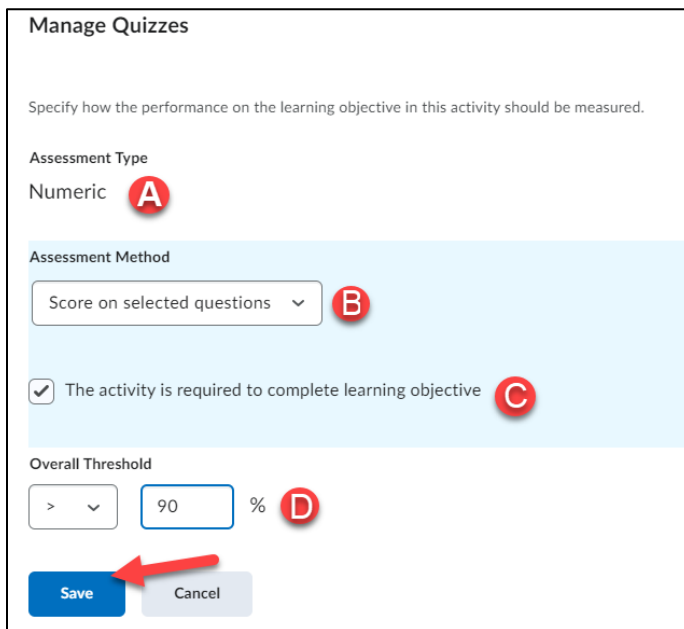 Manage Quizzes
Specify how the performance on the learning objective in this activity should be measured.
Assessment Type
Numeric A
Assessment Method
Score on selected questions B
The activity is required to complete learning objective C
Overall Threshold
> 90 % D
Save Cancel